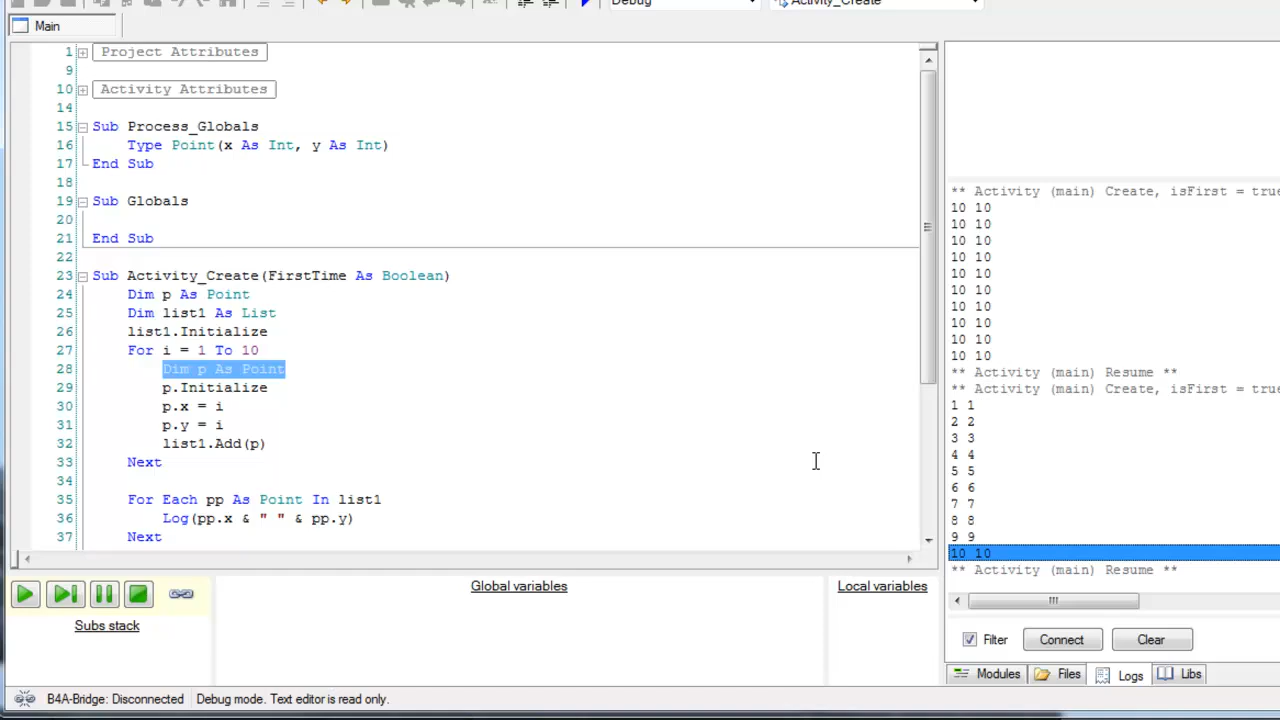 Debug
Activity_Create
Main
1 Project Attributes
9
10 Activity Attributes
14
15 Sub Process_Globals
16 Type Point(x As Int, y As Int)
17 End Sub
18
19 Sub Globals
20
21 End Sub
22
23 Sub Activity_Create(FirstTime As Boolean)
24 Dim p As Point
25 Dim list1 As List
26 list1.Initialize
27 For i = 1 To 10
28 Dim p As Point
29 p.Initialize
30 p.x = i
31 p.y = i
32 list1.Add(p)
33 Next
34
35 For Each pp As Point In list1
36 Log(pp.x & " " & pp.y)
37 Next
** Activity (main) Create, isFirst = true
10 10
10 10
10 10
10 10
10 10
10 10
10 10
10 10
10 10
10 10
** Activity (main) Resume **
** Activity (main) Create, isFirst = true
1 1
2 2
3 3
4 4
5 5
6 6
7 7
8 8
9 9
10 10
** Activity (main) Resume **
Filter Connect Clear
Modules Files Logs Libs
Subs stack
Global variables
Local variables
B4A-Bridge: Disconnected Debug mode. Text editor is read only.